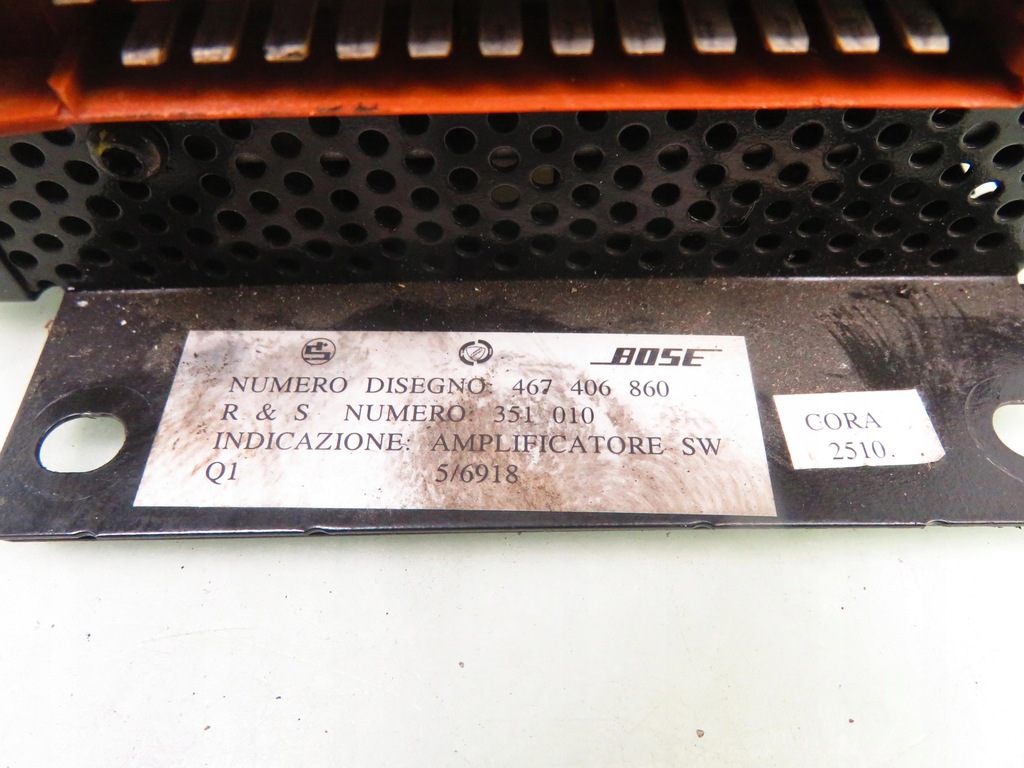 BOSE
NUMERO DISEGNO: 467 406 860
R & S NUMERO: 351 010
INDICAZIONE: AMPLIFICATORE SW
Q1 5/6918
CORA
2510.